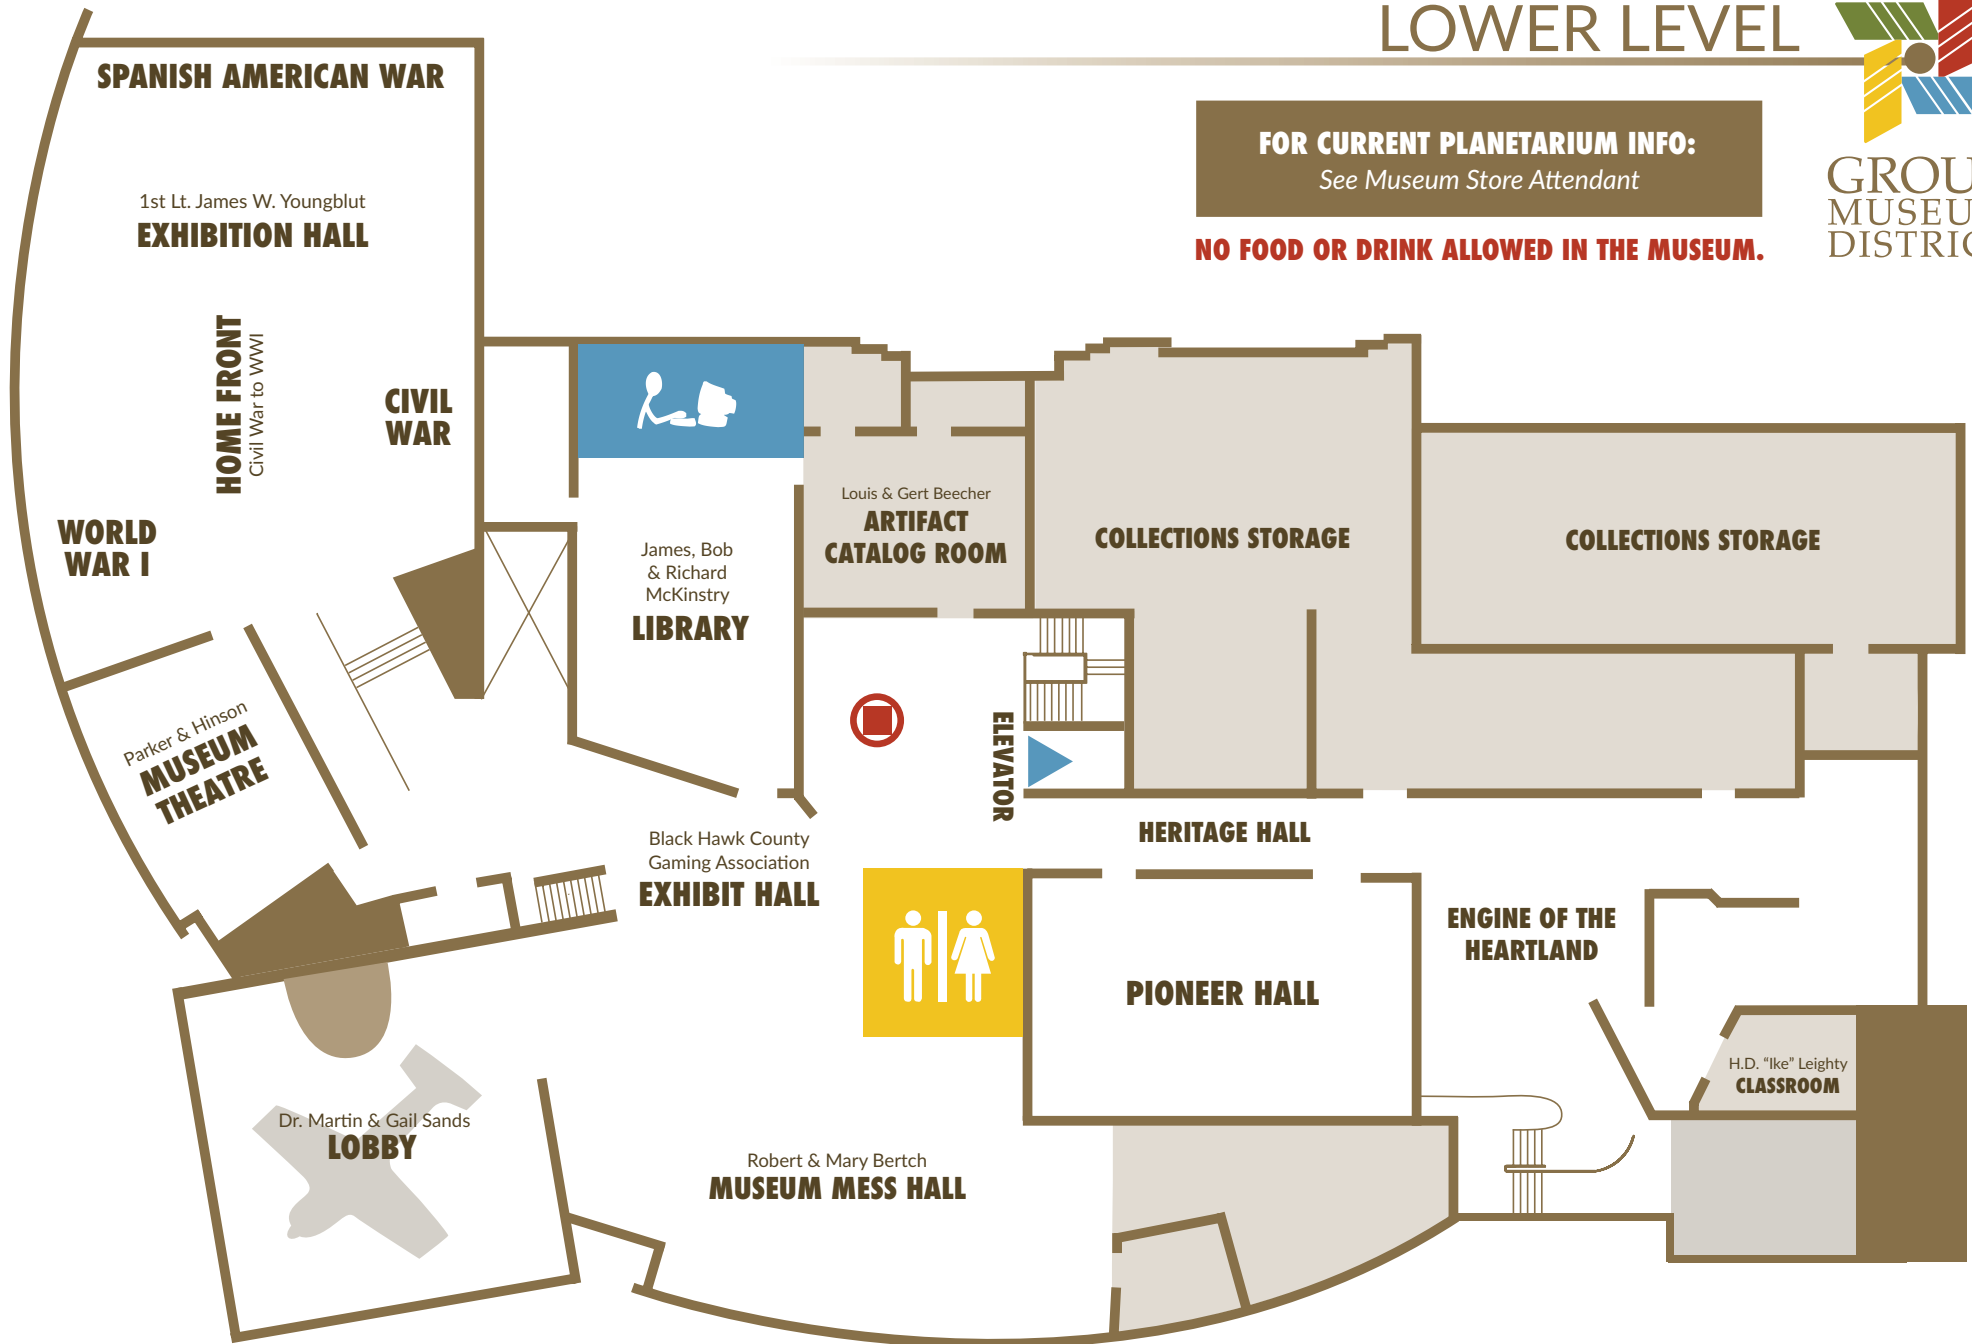 LOWER LEVEL
FOR CURRENT PLANETARIUM INFO:
See Museum Store Attendant
NO FOOD OR DRINK ALLOWED IN THE MUSEUM.
SPANISH AMERICAN WAR
1st Lt. James W. Youngblut
EXHIBITION HALL
HOME FRONT
Civil War to WWI
CIVIL
WAR
WORLD
WAR I
Parker & Hinson
MUSEUM
THEATRE
James, Bob
& Richard
McKinstry
LIBRARY
Louis & Gert Beecher
ARTIFACT
CATALOG ROOM
COLLECTIONS STORAGE
COLLECTIONS STORAGE
ELEVATOR
HERITAGE HALL
Black Hawk County
Gaming Association
EXHIBIT HALL
PIONEER HALL
ENGINE OF THE
HEARTLAND
H.D. “Ike” Leighty
CLASSROOM
Dr. Martin & Gail Sands
LOBBY
Robert & Mary Bertch
MUSEUM MESS HALL